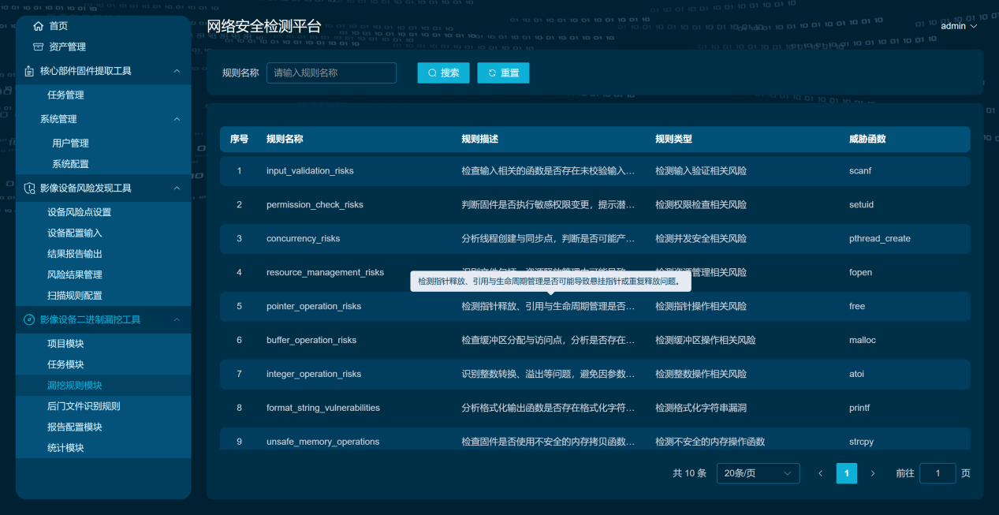 首页
资产管理
核心部件固件提取工具
任务管理
系统管理
用户管理
系统配置
影像设备风险发现工具
设备风险点设置
设备配置输入
结果报告输出
风险结果管理
扫描规则配置
影像设备二进制漏挖工具
项目模块
任务模块
漏挖规则模块
后门文件识别规则
报告配置模块
统计模块
网络安全检测平台
admin
规则名称 请输入规则名称 搜索 重置
序号 规则名称 规则描述 规则类型 威胁函数
1 input_validation_risks 检查输入相关的函数是否存在未校验输入... 检测输入验证相关风险 scanf
2 permission_check_risks 判断固件是否执行敏感权限变更，提示潜... 检测权限检查相关风险 setuid
3 concurrency_risks 分析线程创建与同步点，判断是否可能产... 检测并发安全相关风险 pthread_create
4 resource_management_risks 检测资源管理相关风险 fopen
检测指针释放、引用与生命周期管理是否可能导致悬挂指针或重复释放问题。
5 pointer_operation_risks 检测指针释放、引用与生命周期管理是否... 检测指针操作相关风险 free
6 buffer_operation_risks 检查缓冲区分配与访问点，分析是否存在... 检测缓冲区操作相关风险 malloc
7 integer_operation_risks 识别整数转换、溢出等问题，避免因参数... 检测整数操作相关风险 atoi
8 format_string_vulnerabilities 分析格式化输出函数是否存在格式化字符... 检测格式化字符串漏洞 printf
9 unsafe_memory_operations 检查固件是否使用不安全的内存拷贝函数... 检测不安全的内存操作函数 strcpy
共 10 条 20条/页 1 前往 1 页